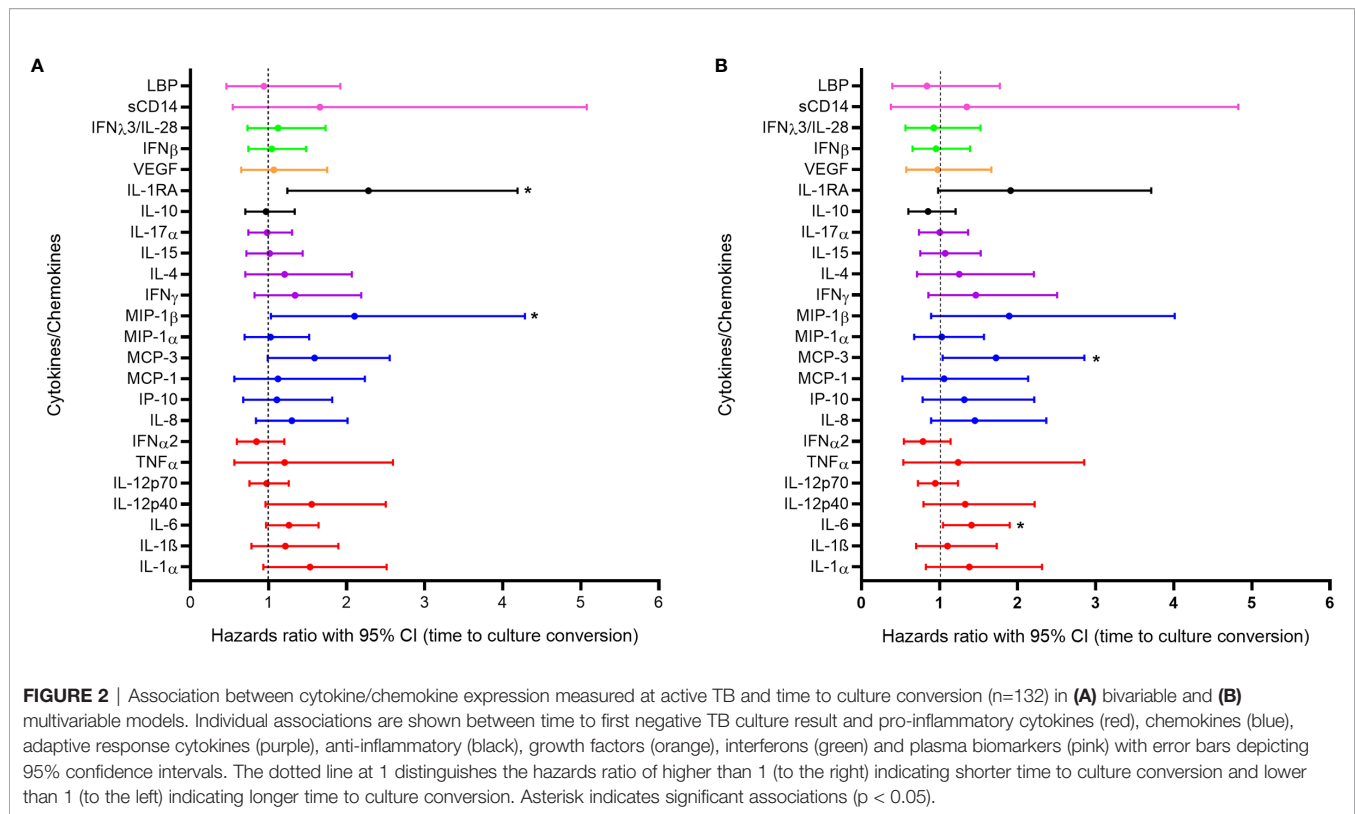 A
Cytokines/Chemokines
LBP
sCD14
IFNλ3/IL-28
IFNβ
VEGF
IL-1RA
*
IL-10
IL-17α
IL-15
IL-4
IFNγ
MIP-1β
*
MIP-1α
MCP-3
MCP-1
IP-10
IL-8
IFNα2
TNFα
IL-12p70
IL-12p40
IL-6
IL-1ß
IL-1α
0 1 2 3 4 5 6
Hazards ratio with 95% CI (time to culture conversion)
B
Cytokines/Chemokines
LBP
sCD14
IFNλ3/IL-28
IFNβ
VEGF
IL-1RA
IL-10
IL-17α
IL-15
IL-4
IFNγ
MIP-1β
MIP-1α
MCP-3
*
MCP-1
IP-10
IL-8
IFNα2
TNFα
IL-12p70
IL-12p40
IL-6
*
IL-1ß
IL-1α
0 1 2 3 4 5 6
Hazards ratio with 95% CI (time to culture conversion)
FIGURE 2 | Association between cytokine/chemokine expression measured at active TB and time to culture conversion (n=132) in (A) bivariable and (B)
multivariable models. Individual associations are shown between time to first negative TB culture result and pro-inflammatory cytokines (red), chemokines (blue),
adaptive response cytokines (purple), anti-inflammatory (black), growth factors (orange), interferons (green) and plasma biomarkers (pink) with error bars depicting
95% confidence intervals. The dotted line at 1 distinguishes the hazards ratio of higher than 1 (to the right) indicating shorter time to culture conversion and lower
than 1 (to the left) indicating longer time to culture conversion. Asterisk indicates significant associations (p < 0.05).